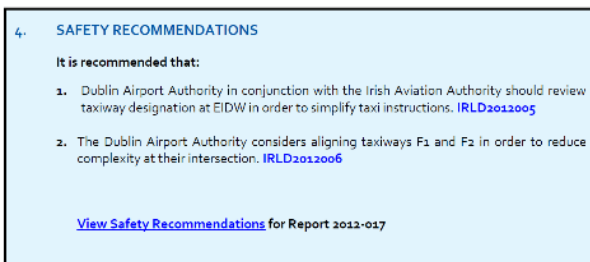 4. SAFETY RECOMMENDATIONS
It is recommended that:
1. Dublin Airport Authority in conjunction with the Irish Aviation Authority should review
taxiway designation at EIDW in order to simplify taxi instructions. IRLD2012005
2. The Dublin Airport Authority considers aligning taxiways F1 and F2 in order to reduce
complexity at their intersection. IRLD2012006
View Safety Recommendations for Report 2012-017